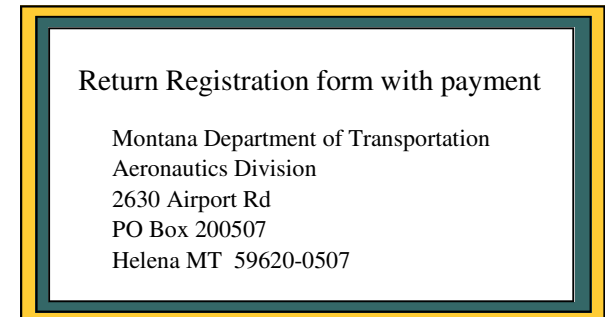 Return Registration form with payment
Montana Department of Transportation
Aeronautics Division
2630 Airport Rd
PO Box 200507
Helena MT  59620-0507